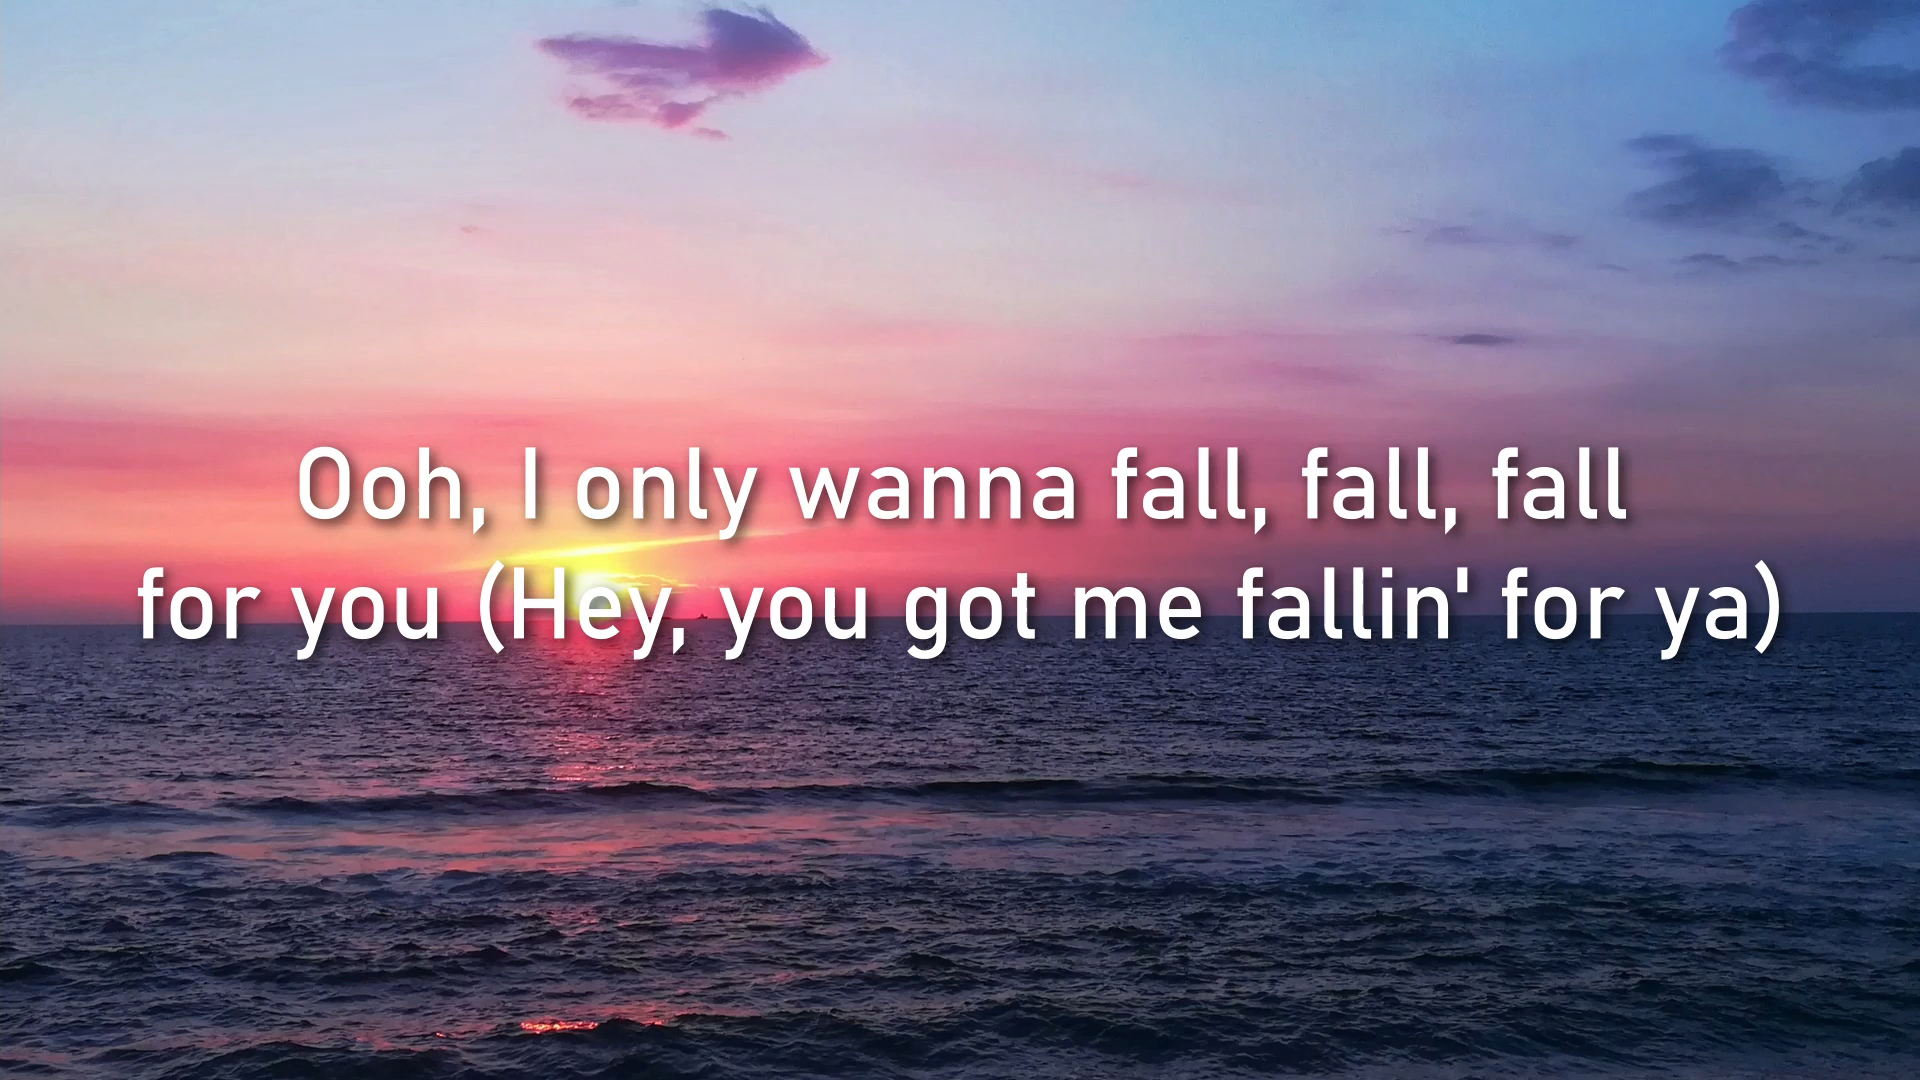 Ooh, I only wanna fall, fall, fall
for you (Hey, you got me fallin' for ya)